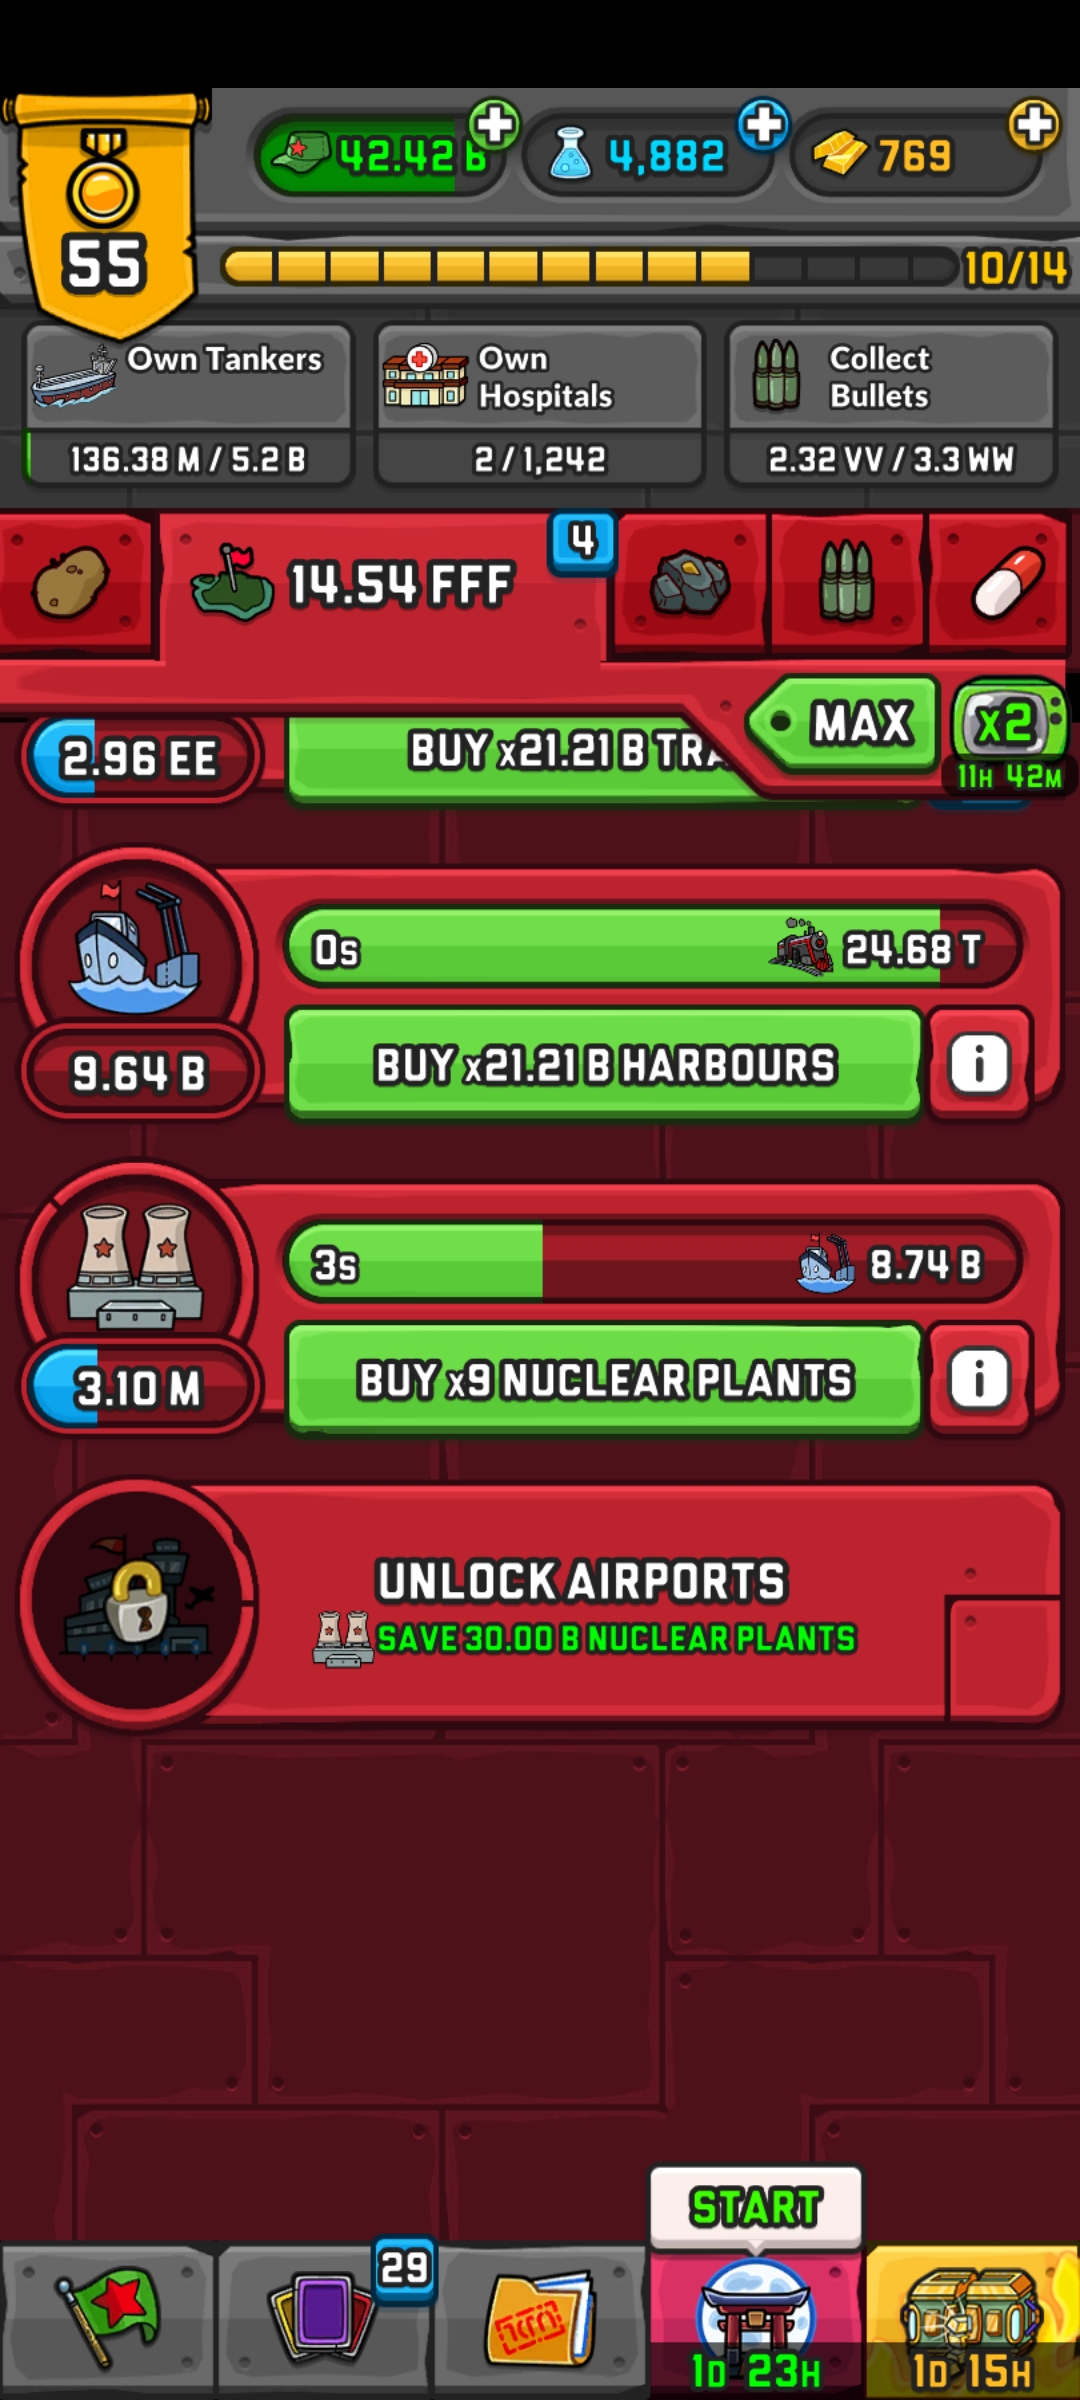 42.42 B
4,882
769
55
10/14
Own Tankers
136.38 M / 5.2 B
Own
Hospitals
2 / 1,242
Collect
Bullets
2.32 VV / 3.3 WW
14.54 FFF
4
MAX
x2
11H 42M
2.96 EE
BUY x21.21 B
0s
24.68 T
9.64 B
BUY x21.21 B HARBOURS
i
3s
8.74 B
3.10 M
BUY x9 NUCLEAR PLANTS
i
UNLOCK AIRPORTS
SAVE 30.00 B NUCLEAR PLANTS
START
29
1D 23H
1D 15H